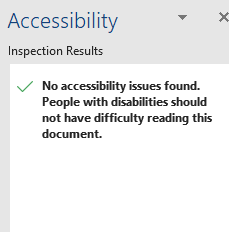 Accessibility
Inspection Results
No accessibility issues found.
People with disabilities should
not have difficulty reading this
document.